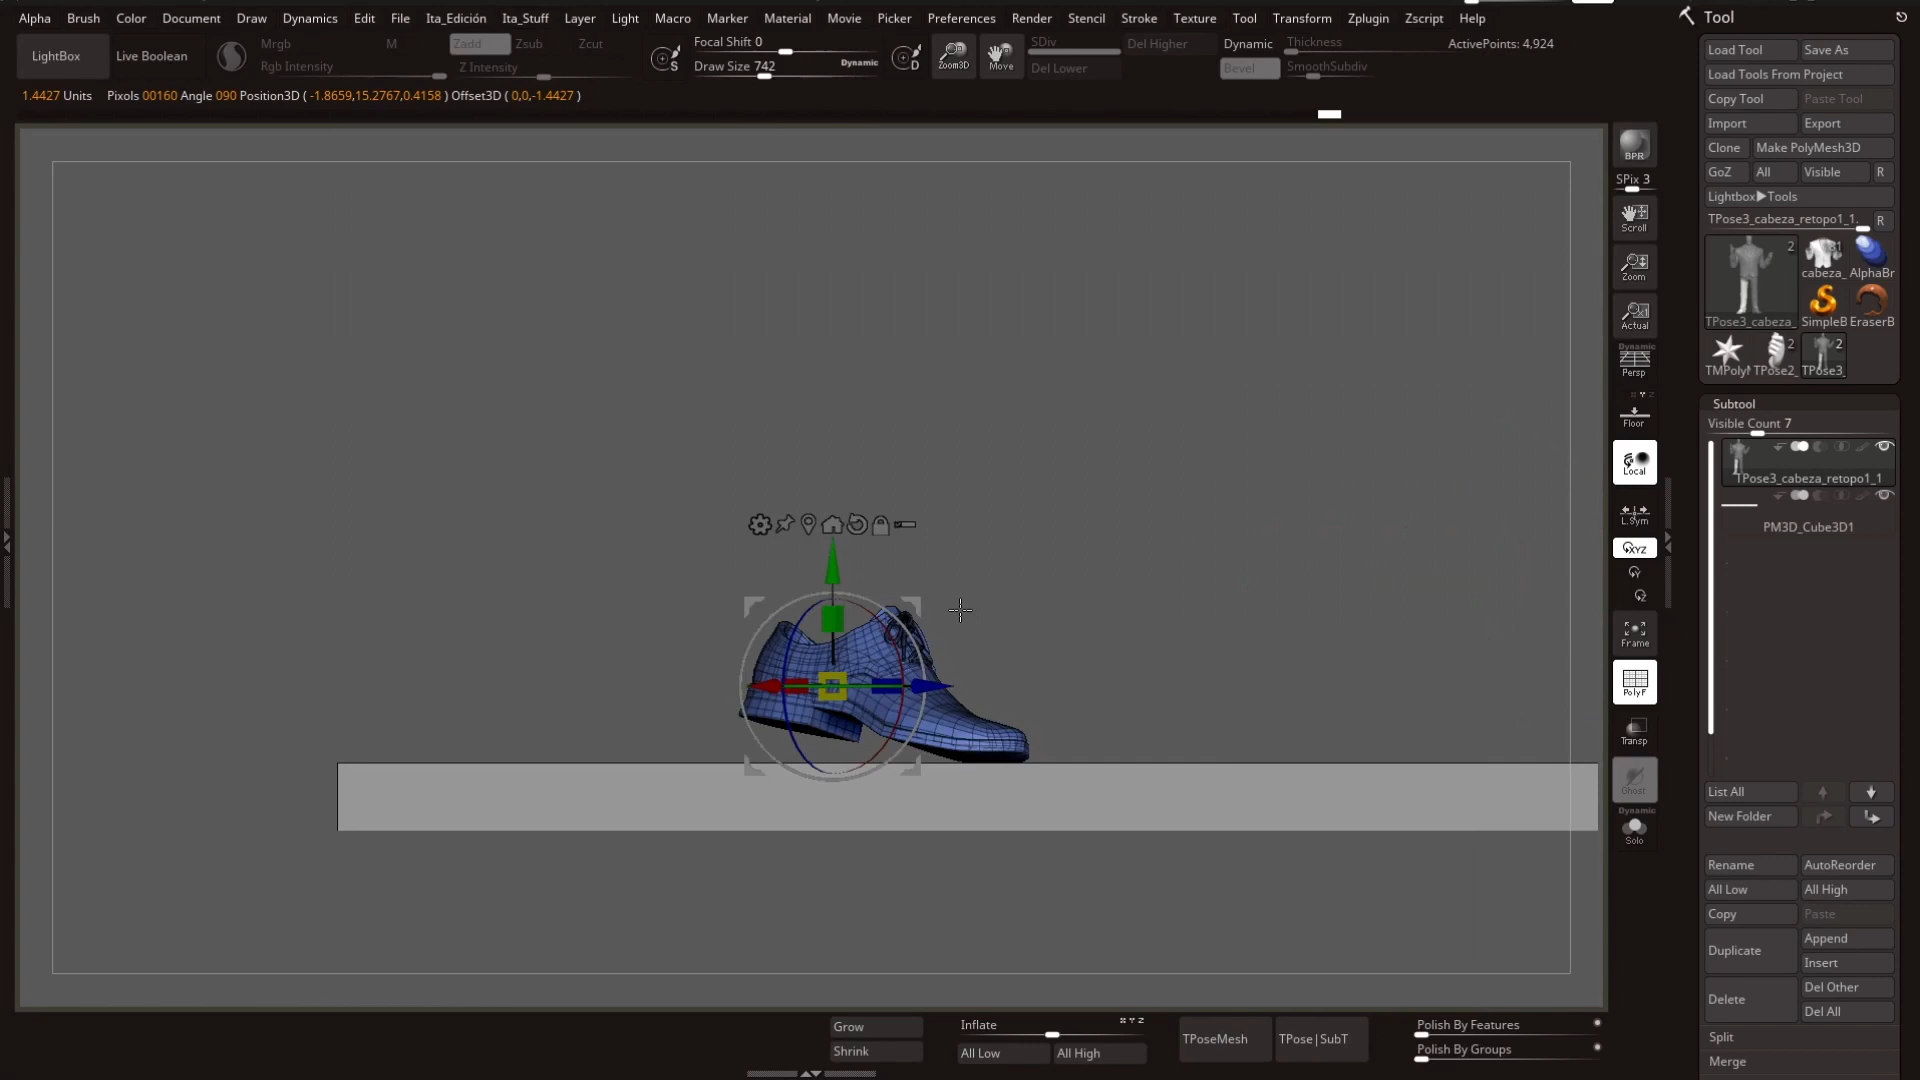 Alpha Brush Color Document Draw Dynamics Edit File Ita_Edición Ita_Stuff Layer Light Macro Marker Material Movie Picker Preferences Render Stencil Stroke Texture Tool Transform Zplugin Zscript Help
Tool
LightBox Live Boolean Mrgb M Zadd Zsub Zcut Focal Shift 0 SDiv Del Higher Dynamic Thickness ActivePoints: 4,924
Rgb Intensity Z Intensity S Draw Size 742 Dynamic D Zoom3D Move Del Lower Bevel SmoothSubdiv
1.4427 Units Pixols 00160 Angle 090 Position3D ( -1.8659,15.2767,0.4158 ) Offset3D ( 0,0,-1.4427 )
Load Tool Save As
Load Tools From Project
Copy Tool Paste Tool
Import Export
Clone Make PolyMesh3D
GoZ All Visible R
Lightbox▶Tools
TPose3_cabeza_retopo1_1. R
2
cabeza_ AlphaBr
TPose3_cabeza_ SimpleB EraserB
2 2
TPose2_ TPose3_
BPR
SPix 3
Scroll
Zoom
Actual
Dynamic
Persp
Floor
Local
L.Sym
XYZ
Y
Z
Frame
PolyF
Transp
Ghost
Dynamic
Solo
Subtool
Visible Count 7
TPose3_cabeza_retopo1_1
PM3D_Cube3D1
List All
New Folder
Rename AutoReorder
All Low All High
Copy Paste
Duplicate Append
Insert
Delete Del Other
Del All
Split
Merge
Grow Inflate X Y Z TPoseMesh TPose|SubT Polish By Features
Shrink All Low All High Polish By Groups